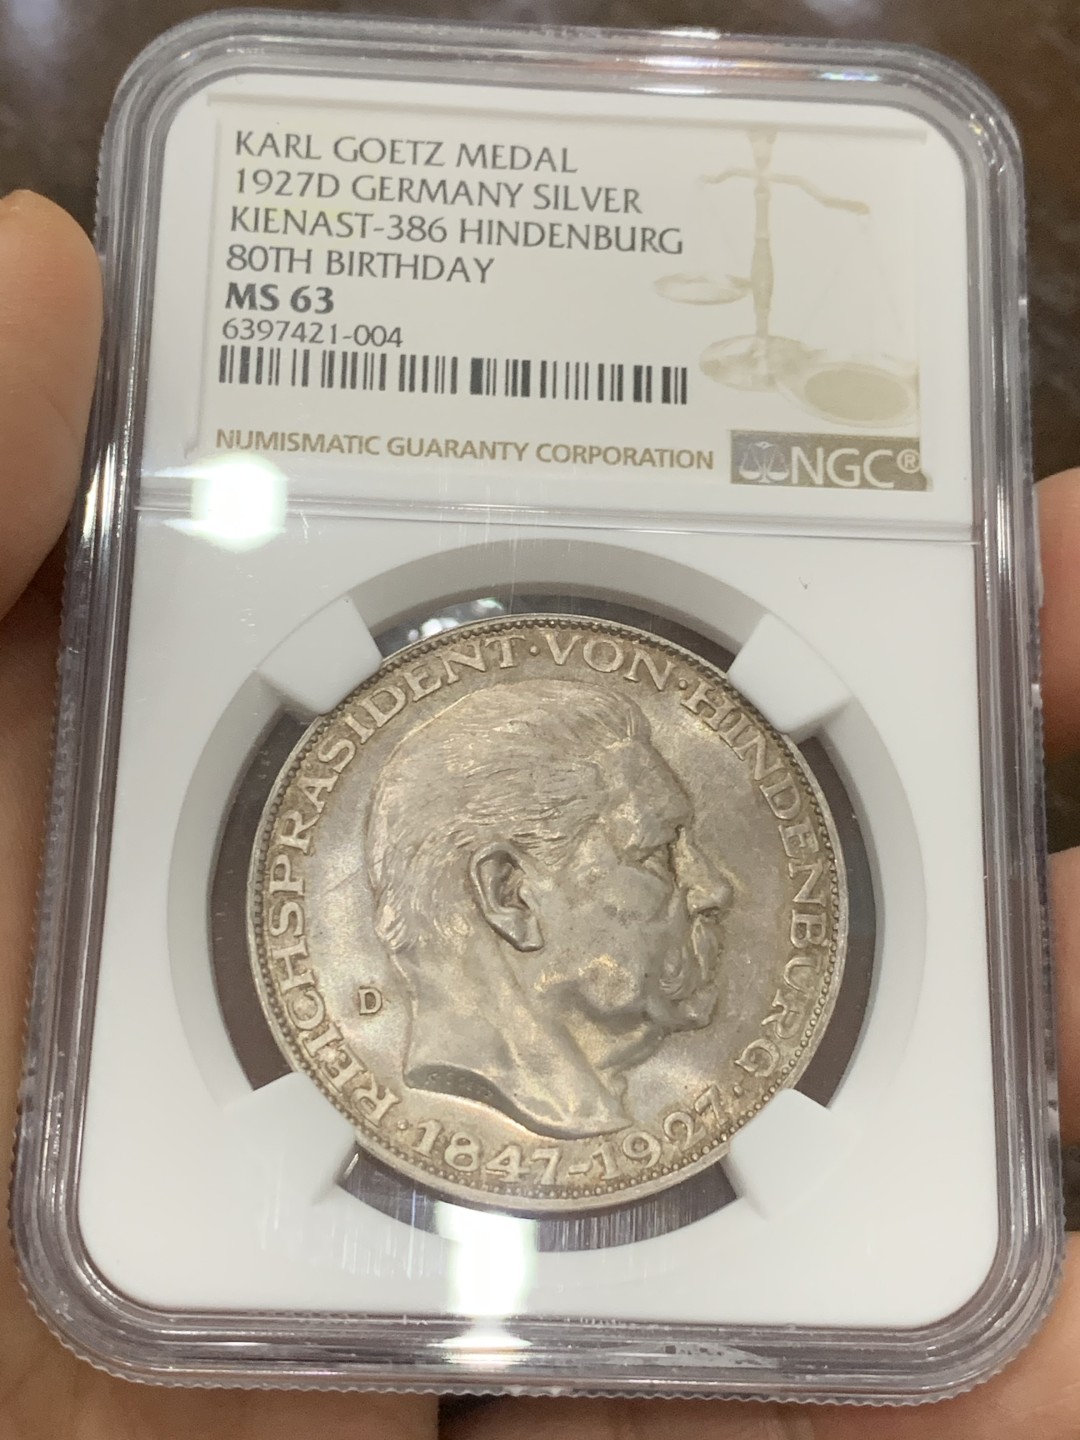 KARL GOETZ MEDAL
1927D GERMANY SILVER
KIENAST-386 HINDENBURG
80TH BIRTHDAY
MS 63
6397421-004
NUMISMATIC GUARANTY CORPORATION NGC®
REICHSPRÄSIDENT·VON·HINDENBURG
D
·1847-1927·